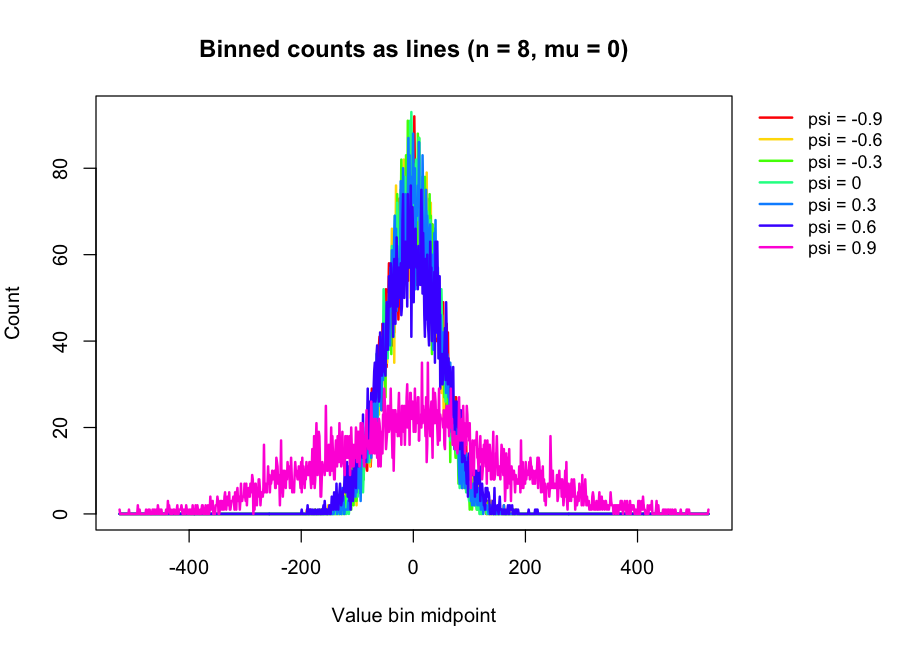 Binned counts as lines (n = 8, mu = 0)
psi = -0.9
psi = -0.6
psi = -0.3
psi = 0
psi = 0.3
psi = 0.6
psi = 0.9
Count
80
60
40
20
0
-400 -200 0 200 400
Value bin midpoint